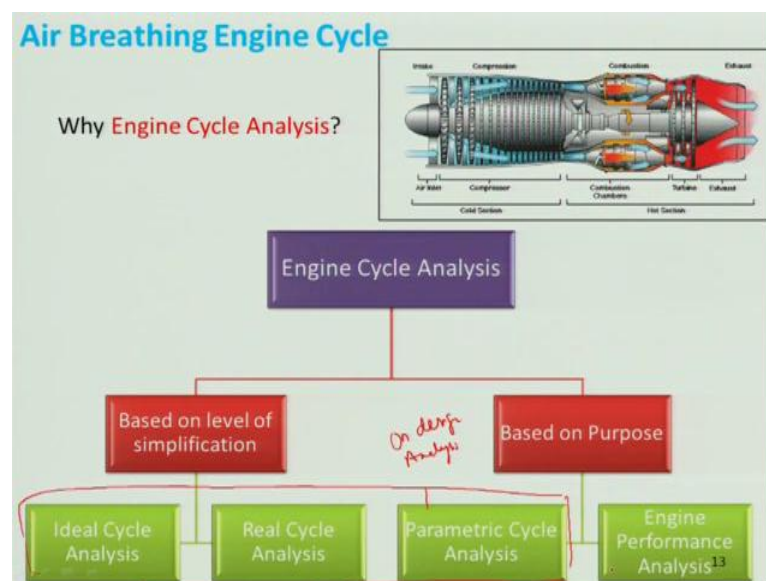 Air Breathing Engine Cycle
Why Engine Cycle Analysis?
Intake Compression Combustion Exhaust
Air Inlet Compressor Combustion Chambers Turbine Exhaust
Cold Section Hot Section
Engine Cycle Analysis
Based on level of
simplification
On design
Analysis
Based on Purpose
Ideal Cycle
Analysis
Real Cycle
Analysis
Parametric Cycle
Analysis
Engine
Performance
Analysis
13